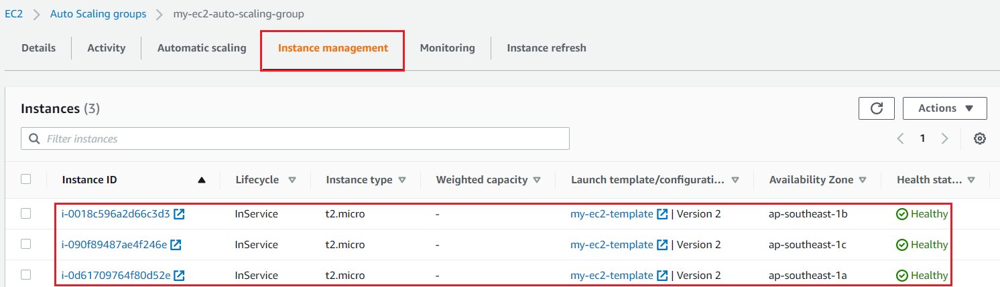 EC2 > Auto Scaling groups > my-ec2-auto-scaling-group
Details Activity Automatic scaling Instance management Monitoring Instance refresh
Instances (3) Actions
Filter instances 1
Instance ID Lifecycle Instance type Weighted capacity Launch template/configurati... Availability Zone Health stat...
i-0018c596a2d66c3d3 InService t2.micro - my-ec2-template | Version 2 ap-southeast-1b Healthy
i-090f89487ae4f246e InService t2.micro - my-ec2-template | Version 2 ap-southeast-1c Healthy
i-0d61709764f80d52e InService t2.micro - my-ec2-template | Version 2 ap-southeast-1a Healthy